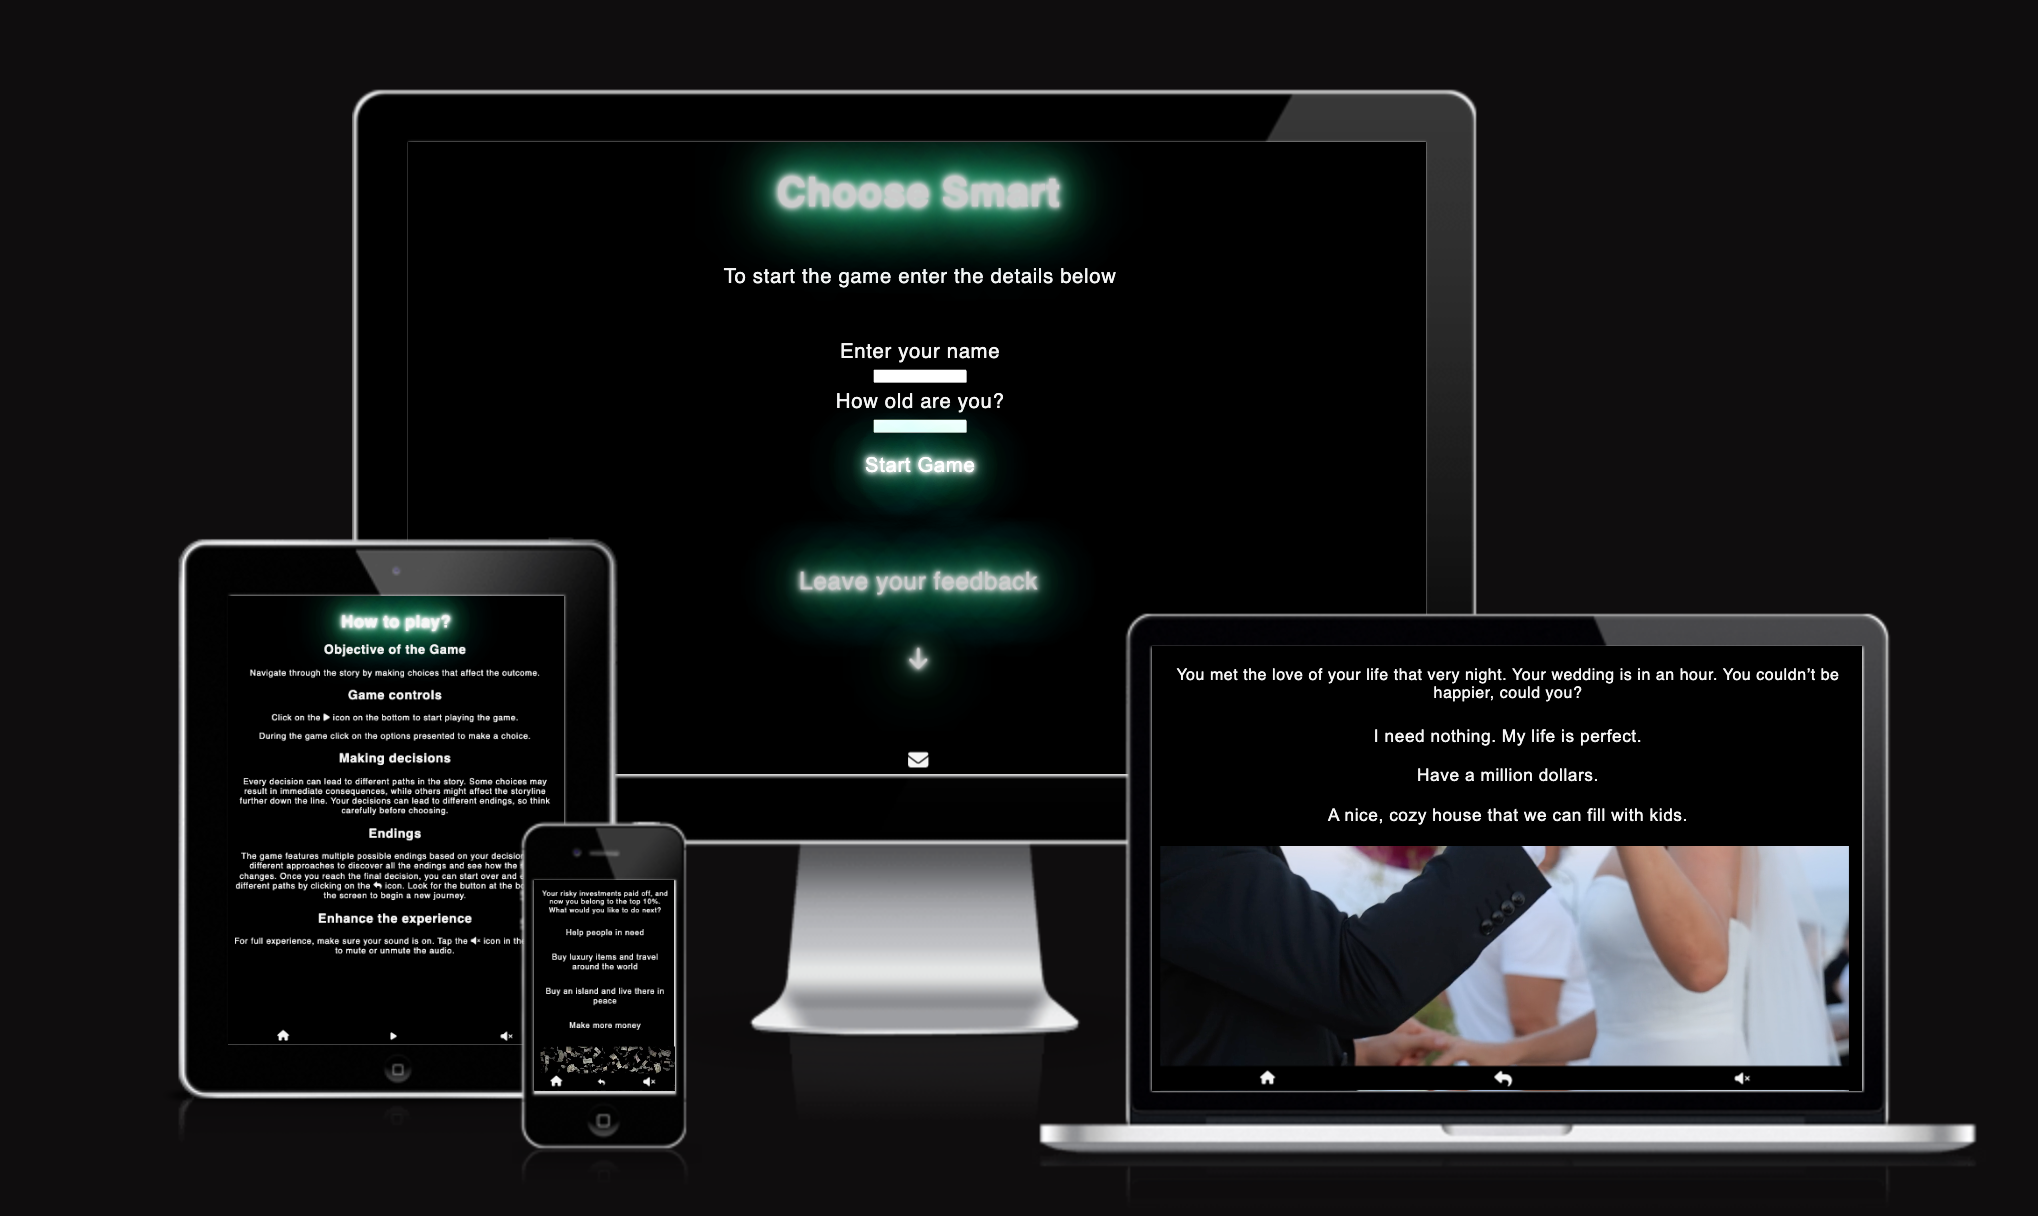 Choose Smart
To start the game enter the details below
Enter your name
How old are you?
Start Game
Leave your feedback
How to play?
Objective of the Game
Navigate through the story by making choices that affect the outcome.
Game controls
Click on the icon on the bottom to start playing the game.
During the game click on the options presented to make a choice.
Making decisions
Every decision can lead to different paths in the story. Some choices may
result in immediate consequences, while others might affect the storyline
further down the line. Your decisions can lead to different endings, so think
carefully before choosing.
Endings
The game features multiple possible endings based on your
different approaches to discover all the endings and see how the
changes. Once you reach the final decision, you can start over and
different paths by clicking on the icon. Look for the button at the
the screen to begin a new journey.
Enhance the experience
For full experience, make sure your sound is on. Tap the icon in
to mute or unmute the audio.
Your risky investments paid off, and
now you belong to the top 10%.
What would you like to do next?
Help people in need
Buy luxury items and travel
around the world
Buy an island and live there in
peace
Make more money
You met the love of your life that very night. Your wedding is in an hour. You couldn’t be
happier, could you?
I need nothing. My life is perfect.
Have a million dollars.
A nice, cozy house that we can fill with kids.